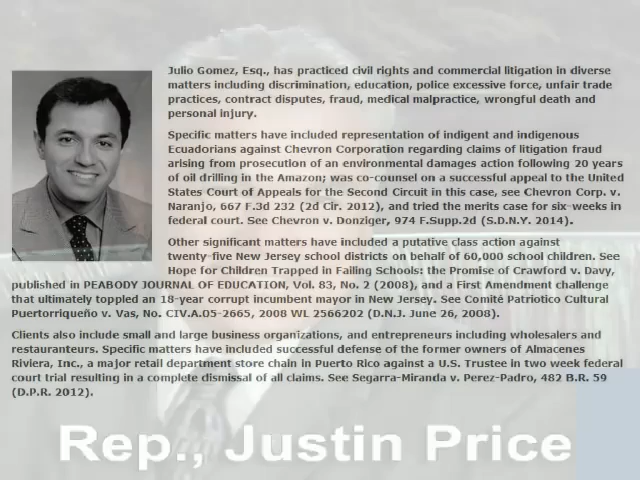 Julio Gomez, Esq., has practiced civil rights and commercial litigation in diverse
matters including discrimination, education, police excessive force, unfair trade
practices, contract disputes, fraud, medical malpractice, wrongful death and
personal injury.
Specific matters have included representation of indigent and indigenous
Ecuadorians against Chevron Corporation regarding claims of litigation fraud
arising from prosecution of an environmental damages action following 20 years
of oil drilling in the Amazon; was co-counsel on a successful appeal to the United
States Court of Appeals for the Second Circuit in this case, see Chevron Corp. v.
Naranjo, 667 F.3d 232 (2d Cir. 2012), and tried the merits case for six-weeks in
federal court. See Chevron v. Donziger, 974 F.Supp.2d (S.D.N.Y. 2014).
Other significant matters have included a putative class action against
twenty-five New Jersey school districts on behalf of 60,000 school children. See
Hope for Children Trapped in Failing Schools: the Promise of Crawford v. Davy,
published in PEABODY JOURNAL OF EDUCATION, Vol. 83, No. 2 (2008), and a First Amendment challenge
that ultimately toppled an 18-year corrupt incumbent mayor in New Jersey. See Comité Patriotico Cultural
Puertorriqueño v. Vas, No. CIV.A.05-2665, 2008 WL 2566202 (D.N.J. June 26, 2008).
Clients also include small and large business organizations, and entrepreneurs including wholesalers and
restauranteurs. Specific matters have included successful defense of the former owners of Almacenes
Riviera, Inc., a major retail department store chain in Puerto Rico against a U.S. Trustee in two week federal
court trial resulting in a complete dismissal of all claims. See Segarra-Miranda v. Perez-Padro, 482 B.R. 59
(D.P.R. 2012).
Rep., Justin Price